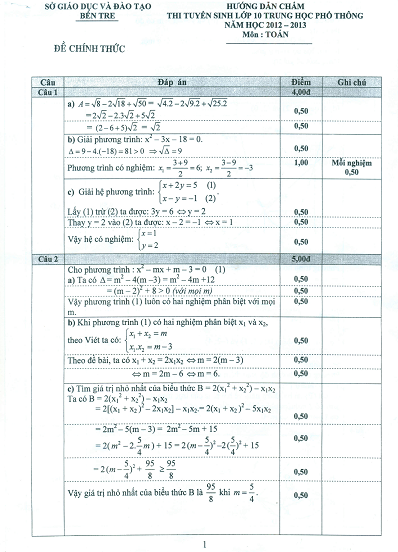 SỞ GIÁO DỤC VÀ ĐÀO TẠO
BẾN TRE
HƯỚNG DẪN CHẤM
THI TUYỂN SINH LỚP 10 TRUNG HỌC PHỔ THÔNG
NĂM HỌC 2012 – 2013
Môn : TOÁN
ĐỀ CHÍNH THỨC
Câu Đáp án Điểm Ghi chú
Câu 1 4,00đ
a) A = √8 − 2√18 + √50 = √4.2 − 2√9.2 + √25.2 0,50
= 2√2 − 2.3√2 + 5√2
= (2−6+5)√2 = √2 0,50
b) Giải phương trình: x² – 3x – 18 = 0.
Δ = 9 − 4.(−18) = 81 > 0 ⇒ √Δ = 9 0,50
Phương trình có nghiệm: x₁ = (3+9)/2 = 6; x₂ = (3−9)/2 = −3 1,00 Mỗi nghiệm 0,50
c) Giải hệ phương trình: { x + 2y = 5 (1)
x − y = −1 (2) .
Lấy (1) trừ (2) ta được: 3y = 6 ⇔ y = 2 0,50
Thay y = 2 vào (2) ta được: x – 2 = –1 ⇔ x = 1 0,50
Vậy hệ có nghiệm: { x = 1
y = 2 0,50
Câu 2 5,00đ
Cho phương trình : x² – mx + m – 3 = 0 (1)
a) Ta có Δ = m² – 4(m –3) = m² – 4m +12 0,50
= (m – 2)² + 8 > 0 (với mọi m) 0,50
Vậy phương trình (1) luôn có hai nghiệm phân biệt với mọi m. 0,50
b) Khi phương trình (1) có hai nghiệm phân biệt x₁ và x₂,
theo Viét ta có: { x₁ + x₂ = m
x₁.x₂ = m − 3 0,50
Theo đề bài, ta có x₁ + x₂ = 2x₁x₂ ⇔ m = 2(m – 3) 0,50
⇔ m = 2m – 6 ⇔ m = 6. 0,50
c) Tìm giá trị nhỏ nhất của biểu thức B = 2(x₁² + x₂²) – x₁x₂
Ta có B = 2(x₁² + x₂²) – x₁x₂
= 2[(x₁ + x₂)² – 2x₁x₂] – x₁x₂ = 2(x₁ + x₂)² – 5x₁x₂ 0,50
= 2m² – 5(m – 3) = 2m² – 5m + 15
= 2(m² − 2.5/4 m) + 15 = 2(m − 5/4)² − 2(5/4)² + 15 0,50
= 2(m − 5/4)² + 95/8 ≥ 95/8 0,50
Vậy giá trị nhỏ nhất của biểu thức B là 95/8 khi m = 5/4. 0,50
1